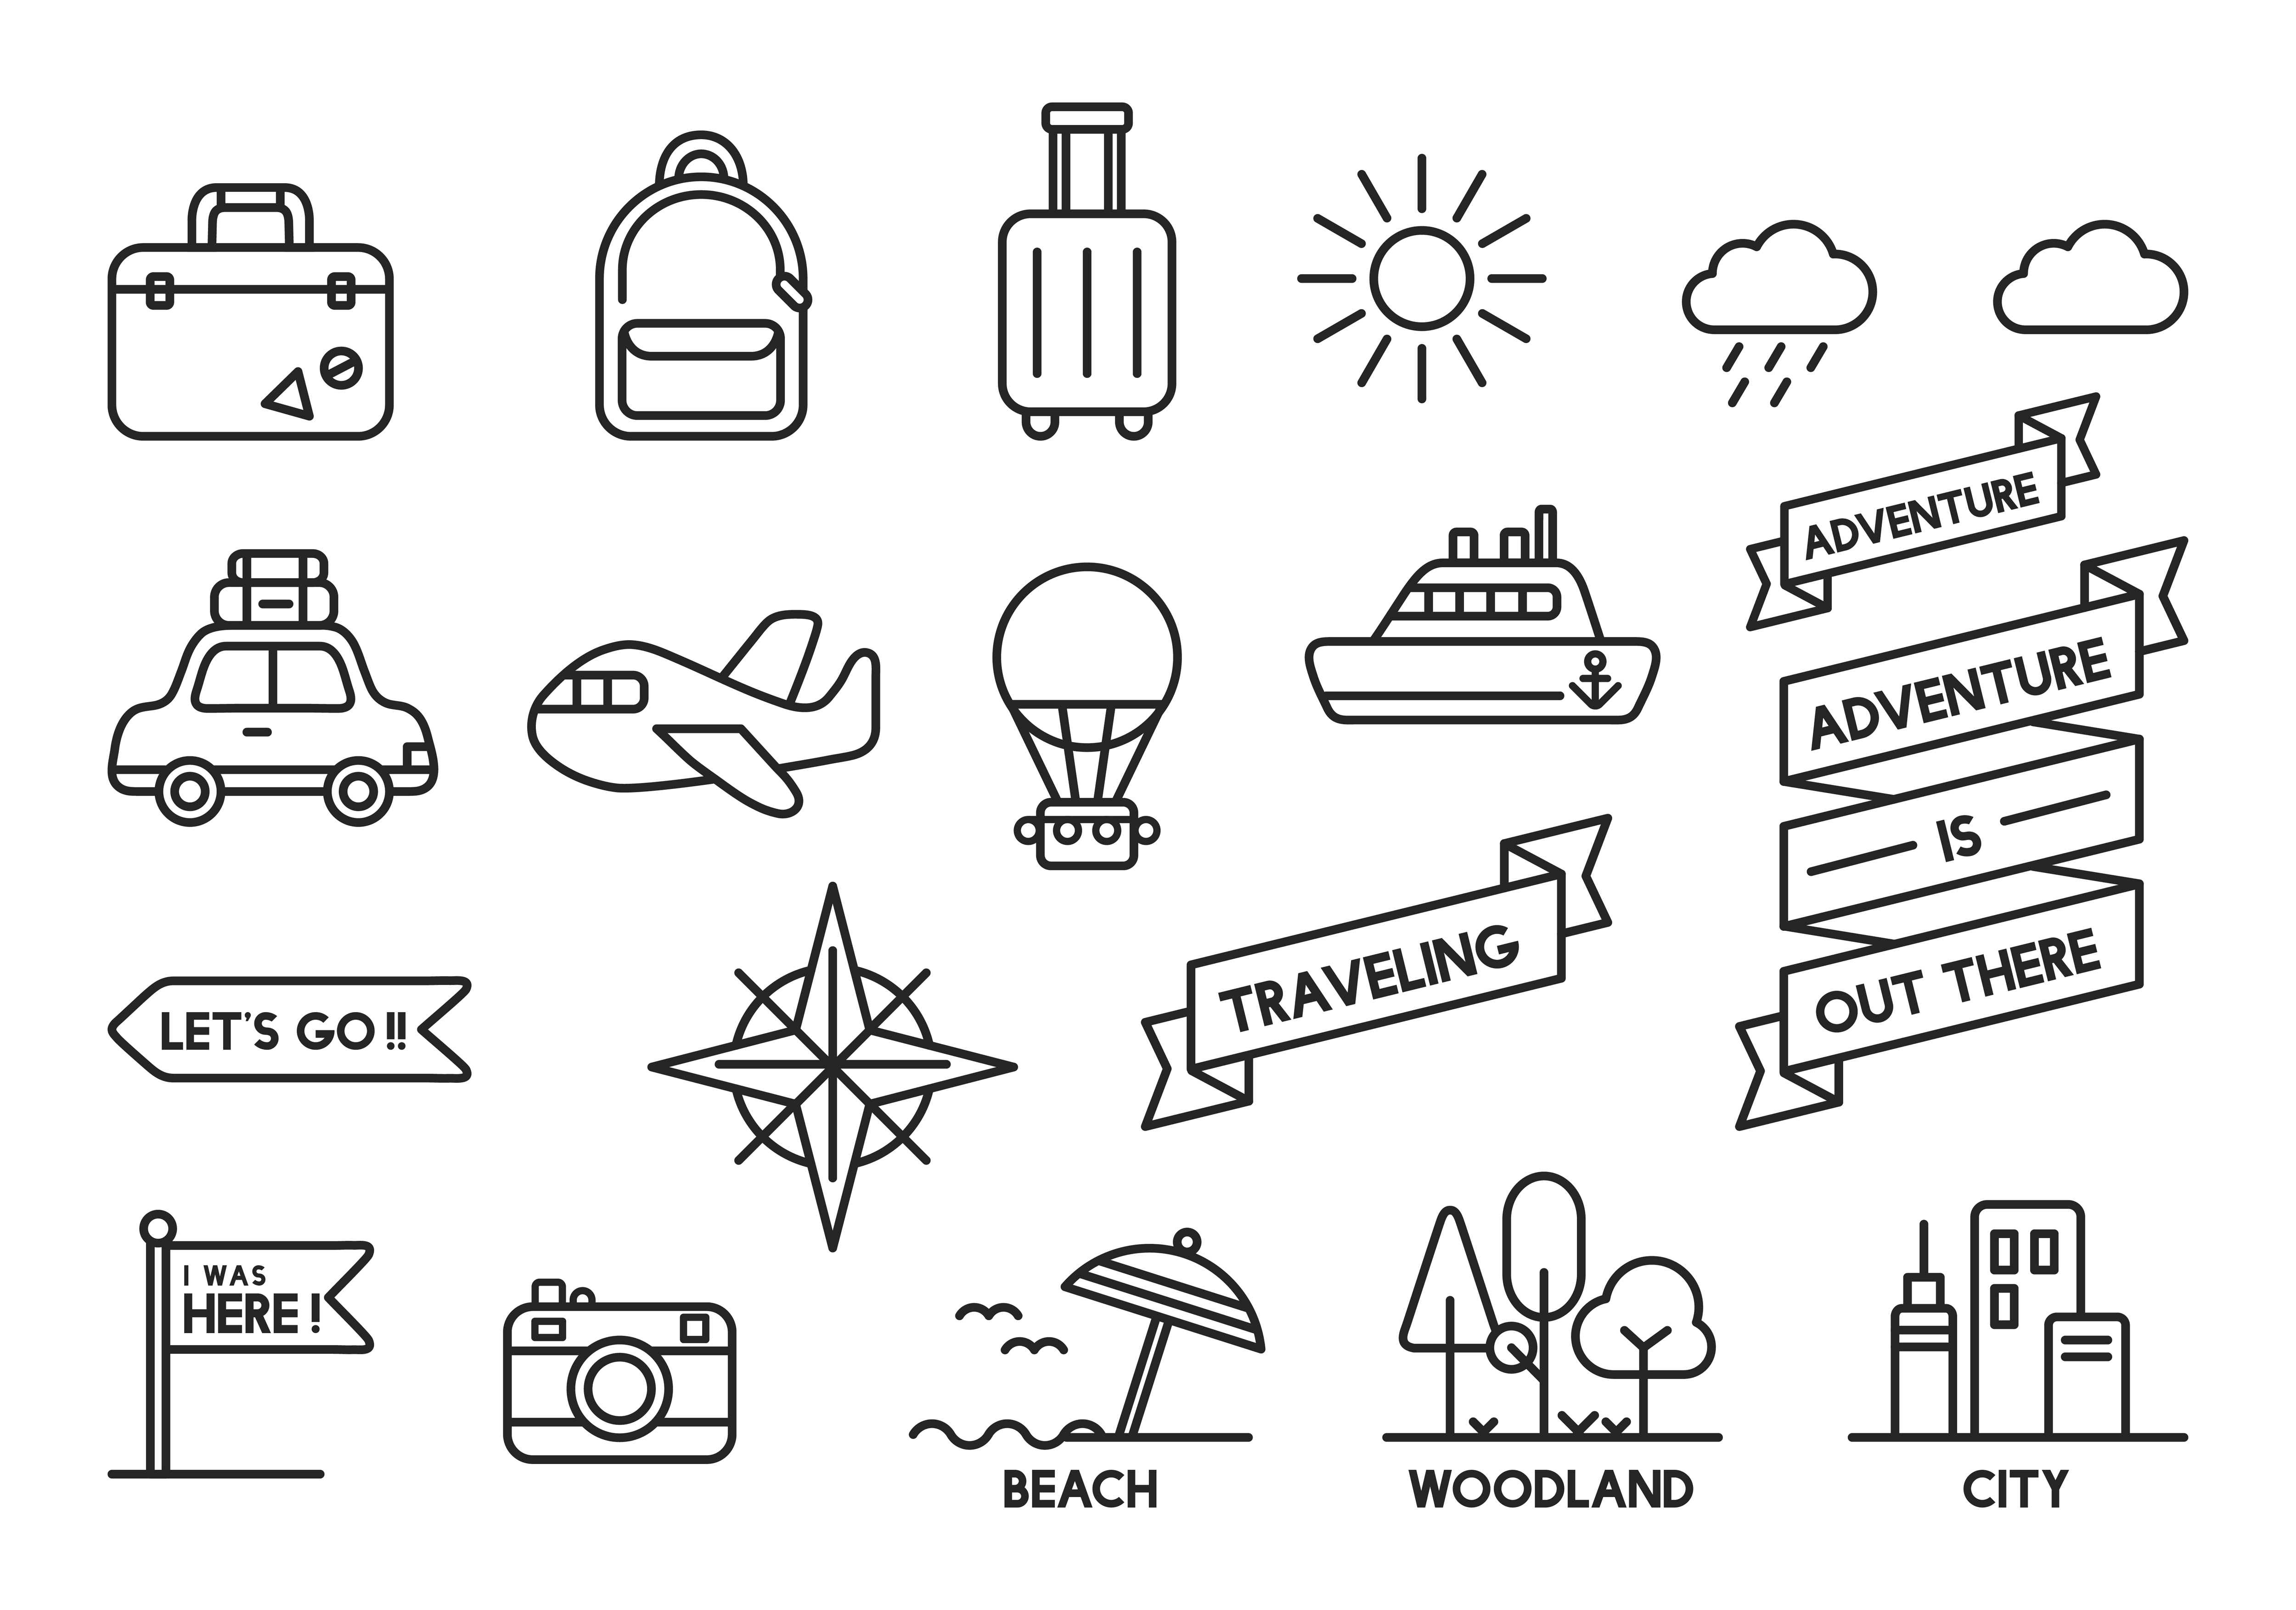 ADVENTURE
ADVENTURE
IS
OUT THERE
TRAVELING
LET'S GO !!
I WAS
HERE !
BEACH
WOODLAND
CITY